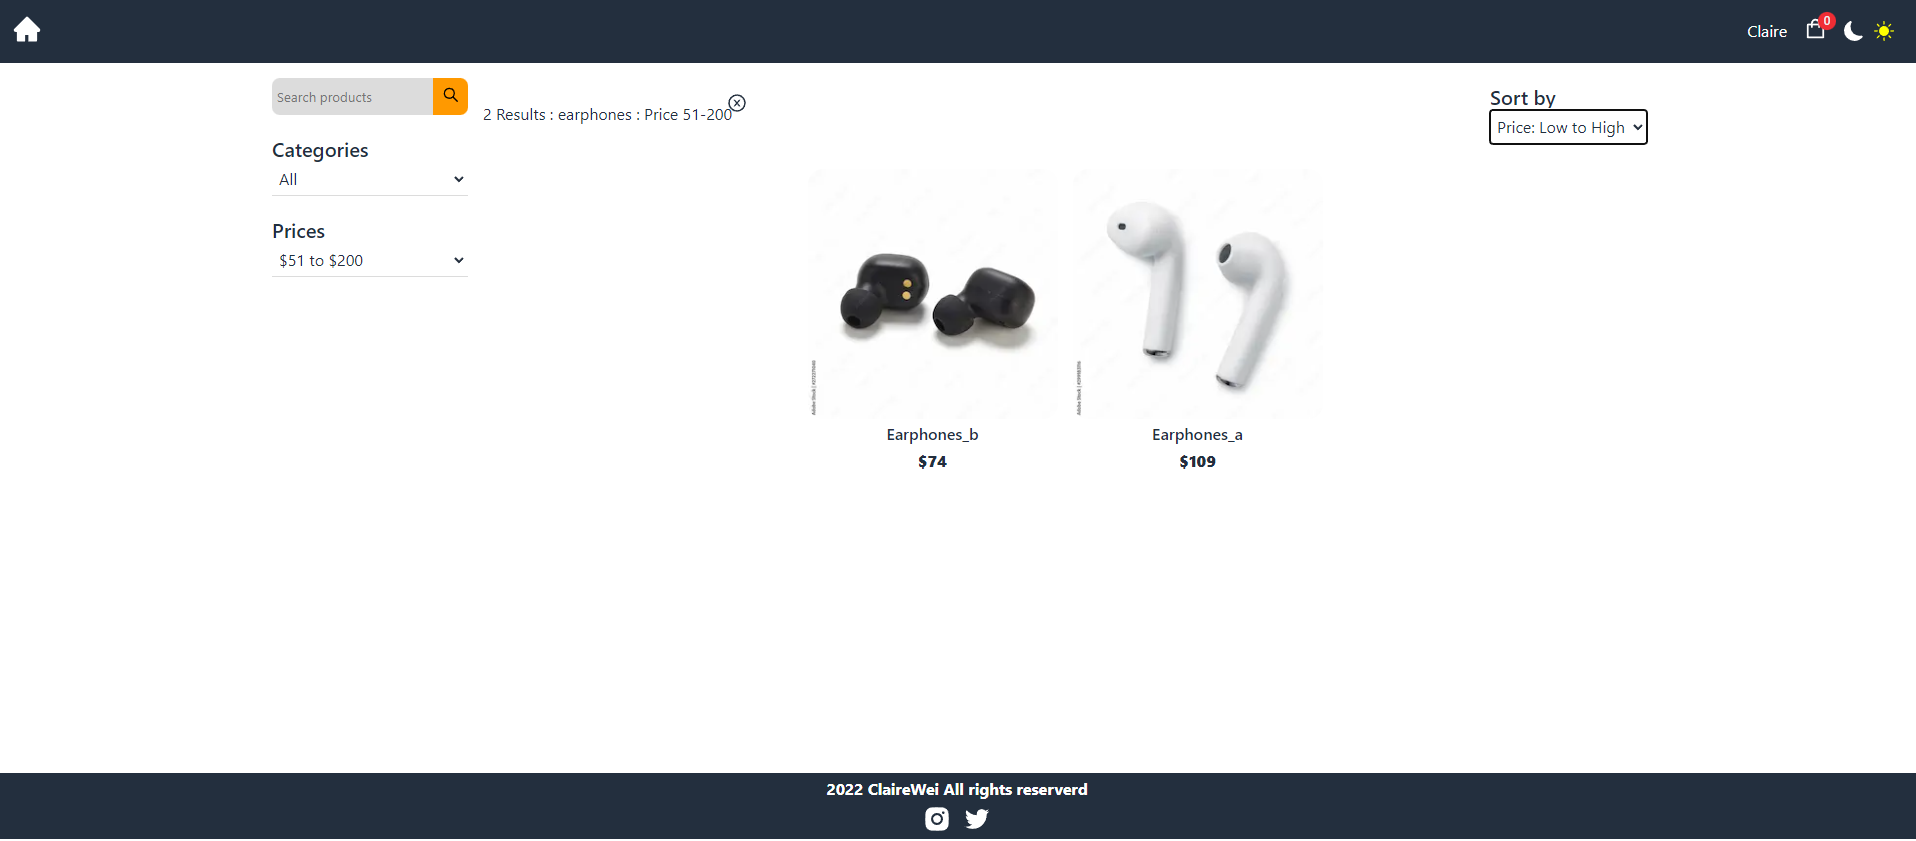 Claire
0
Search products
2 Results : earphones : Price 51-200
Sort by
Price: Low to High
Categories
All
Prices
$51 to $200
Earphones_b
$74
Earphones_a
$109
2022 ClaireWei All rights reserverd